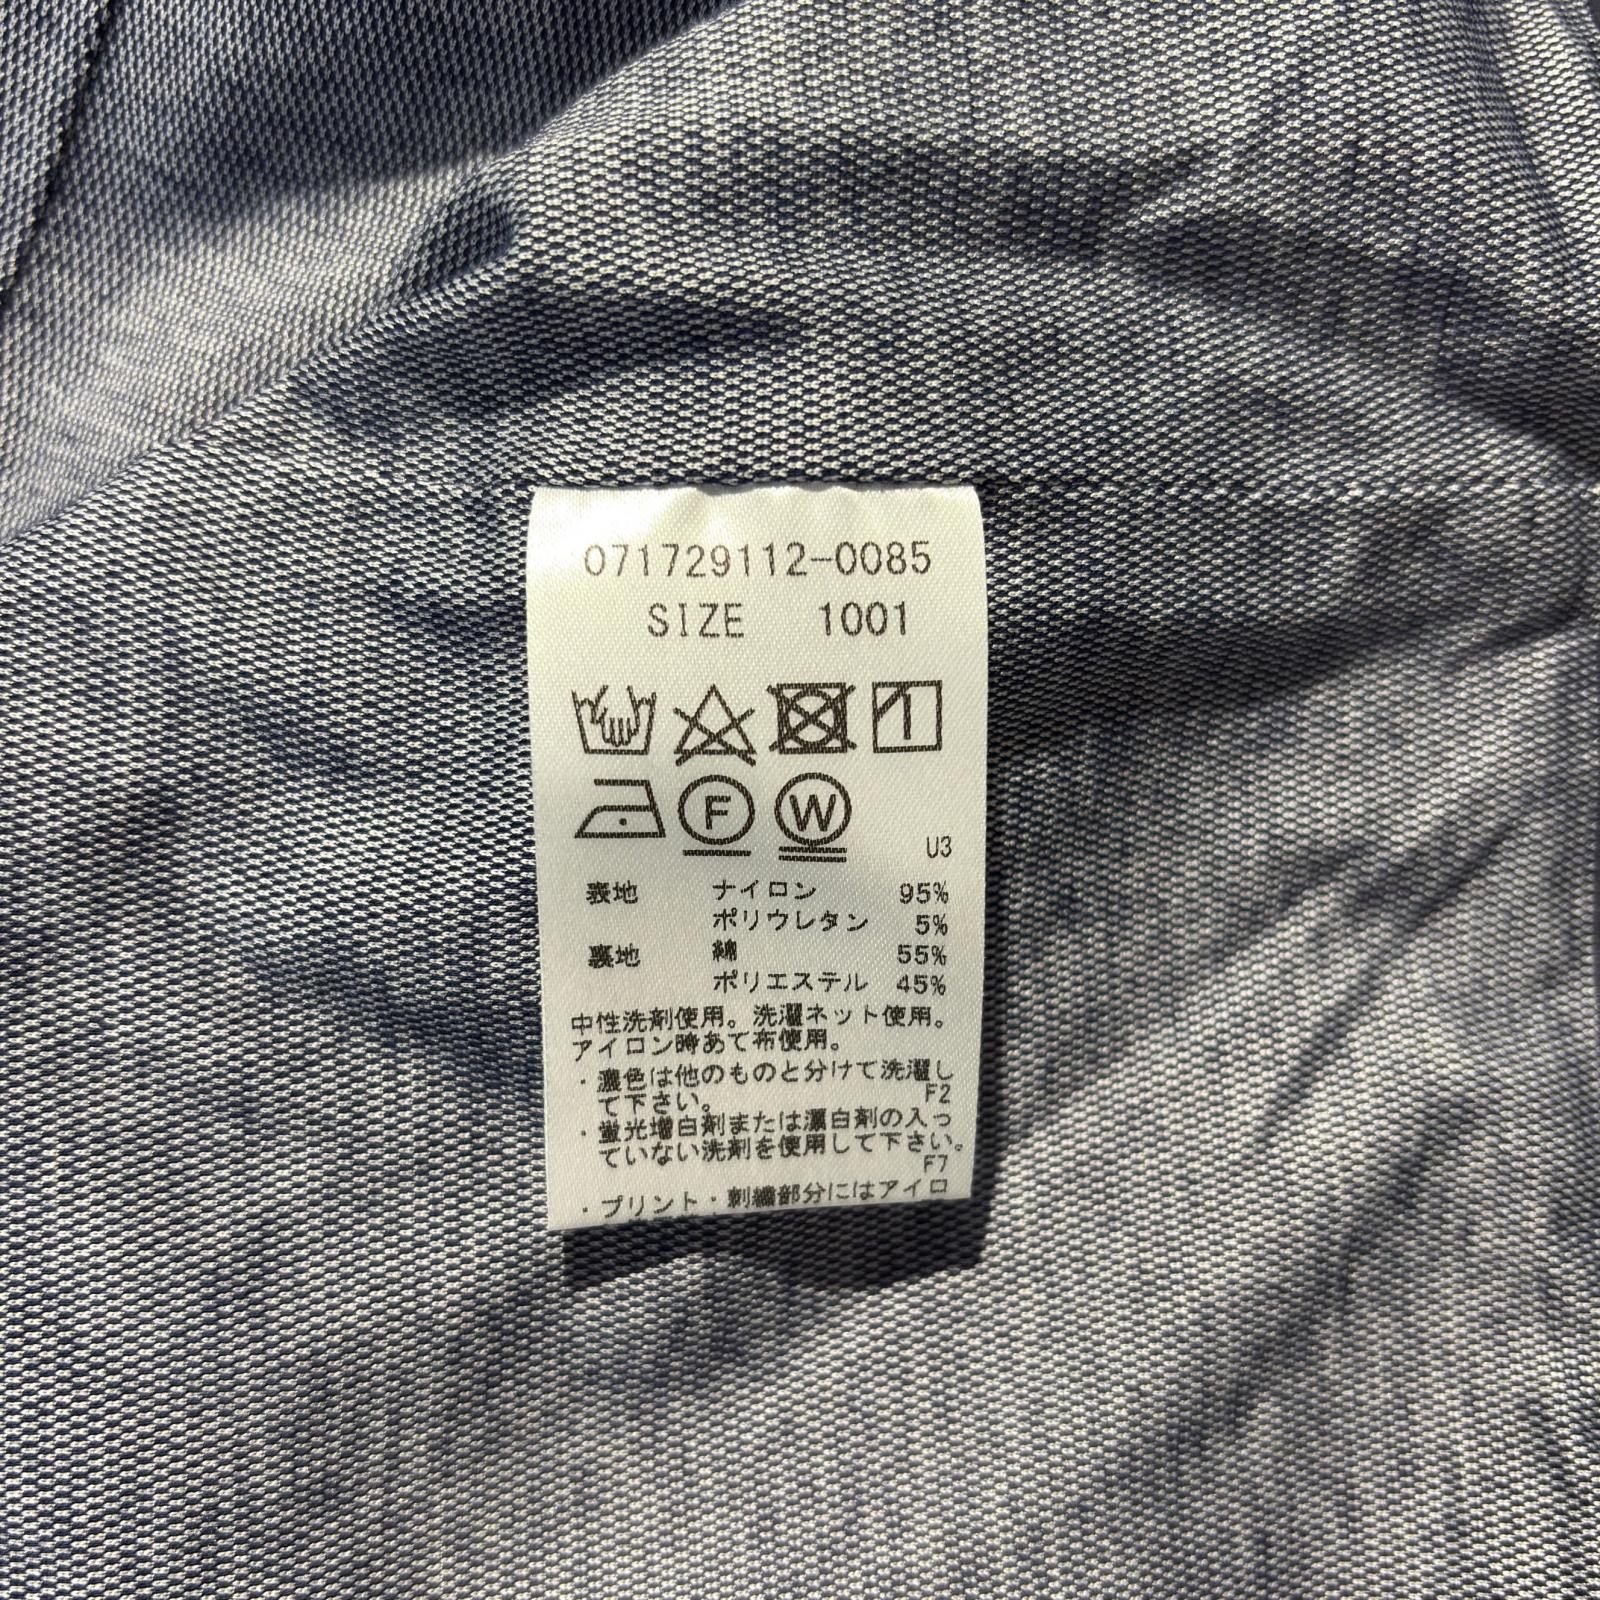 071729112-0085
SIZE 1001
F W
U3
表地 ナイロン 95%
ポリウレタン 5%
裏地 綿 55%
ポリエステル 45%
中性洗剤使用。洗濯ネット使用。
アイロン時あて布使用。
・濃色は他のものと分けて洗濯し
て下さい。 F2
・蛍光増白剤または漂白剤の入っ
ていない洗剤を使用して下さい。
F7
・プリント・刺繍部分にはアイロ